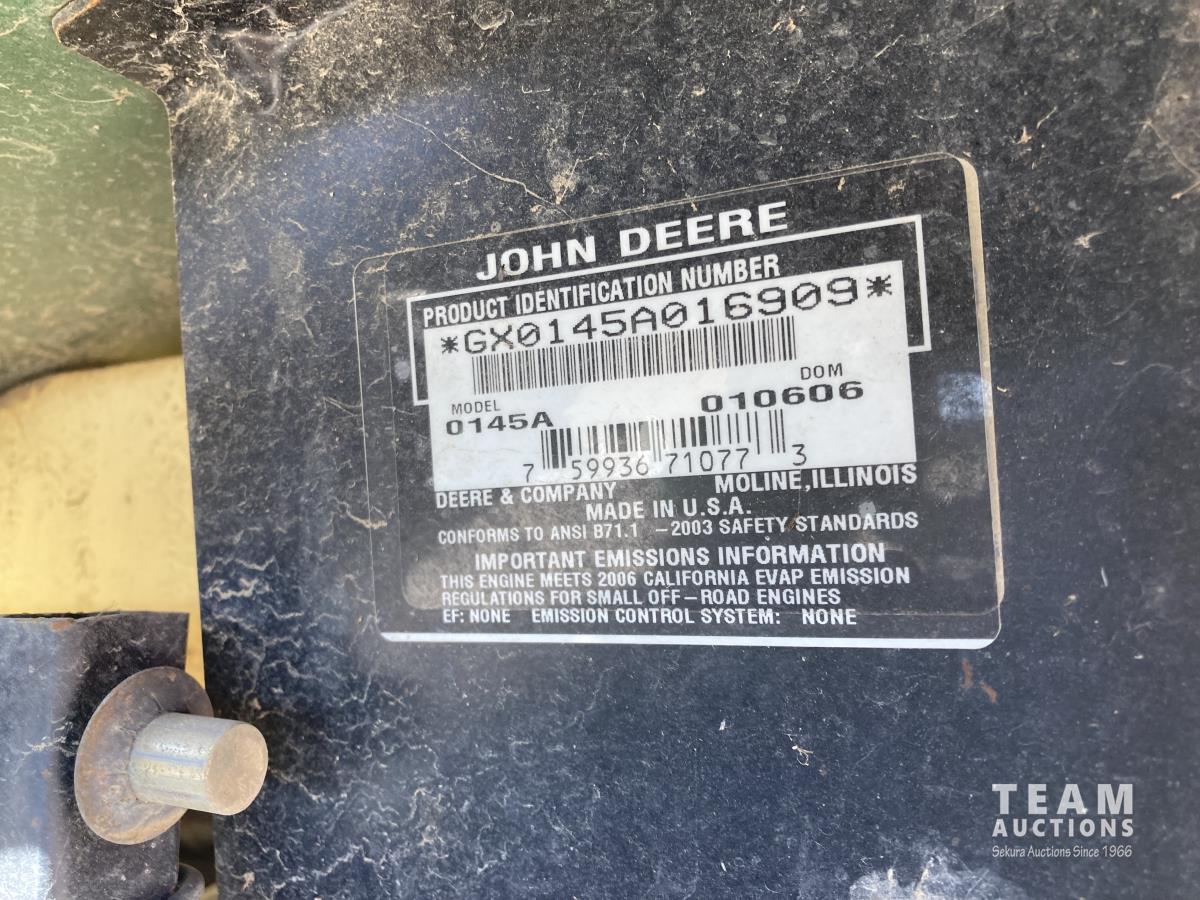 JOHN DEERE
PRODUCT IDENTIFICATION NUMBER
*GX0145A016909*
MODEL DOM
0145A 010606
7 59936 71077 3
DEERE & COMPANY MOLINE, ILLINOIS
MADE IN U.S.A.
CONFORMS TO ANSI B71.1 -2003 SAFETY STANDARDS
IMPORTANT EMISSIONS INFORMATION
THIS ENGINE MEETS 2006 CALIFORNIA EVAP EMISSION
REGULATIONS FOR SMALL OFF-ROAD ENGINES
EF: NONE EMISSION CONTROL SYSTEM: NONE
TEAM
AUCTIONS
Sekura Auctions Since 1966